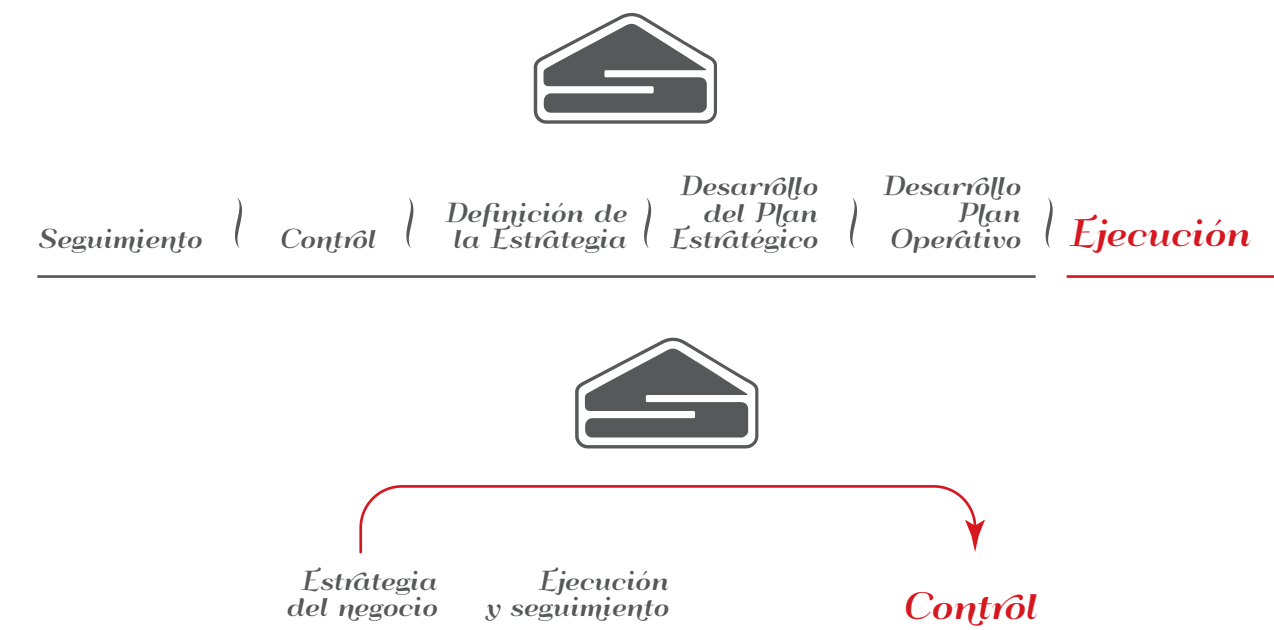 Seguimiento
Control
Definición de
la Estrategia
Desarrollo
del Plan
Estratégico
Desarrollo
Plan
Operativo
Ejecución
Estrategia
del negocio
Ejecución
y seguimiento
Control